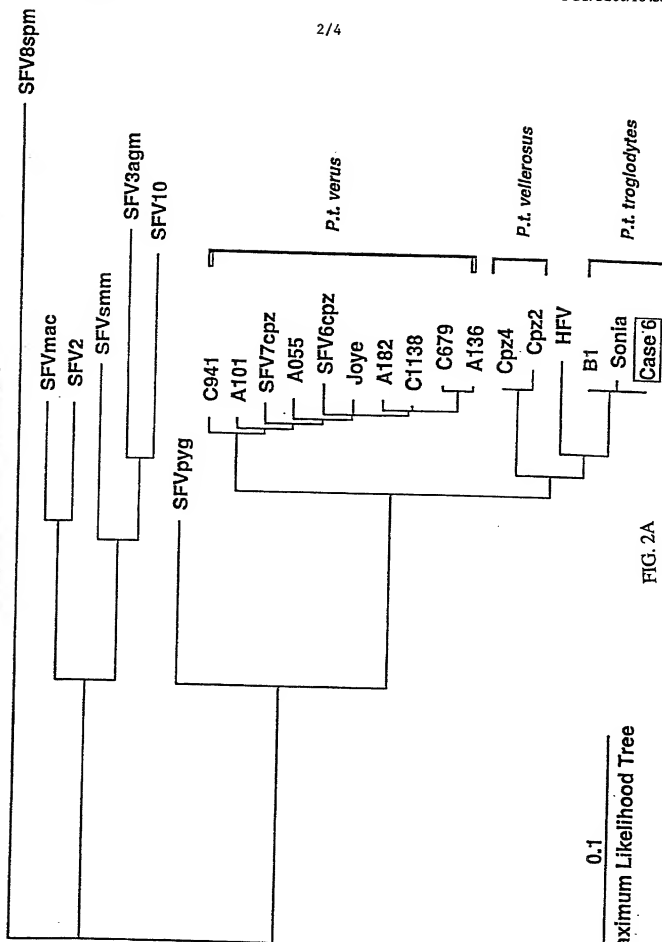 2/4
SFV8spm
SFVmac
SFV2
SFVsmm
SFV3agm
SFV10
SFVpyg
C941
A101
SFV7cpz
A055
SFV6cpz
Joye
A182
C1138
C679
A136
P.t. verus
Cpz4
Cpz2
P.t. vellerosus
HFV
B1
Sonia
Case 6
P.t. troglodytes
FIG. 2A
0.1
aximum Likelihood Tree